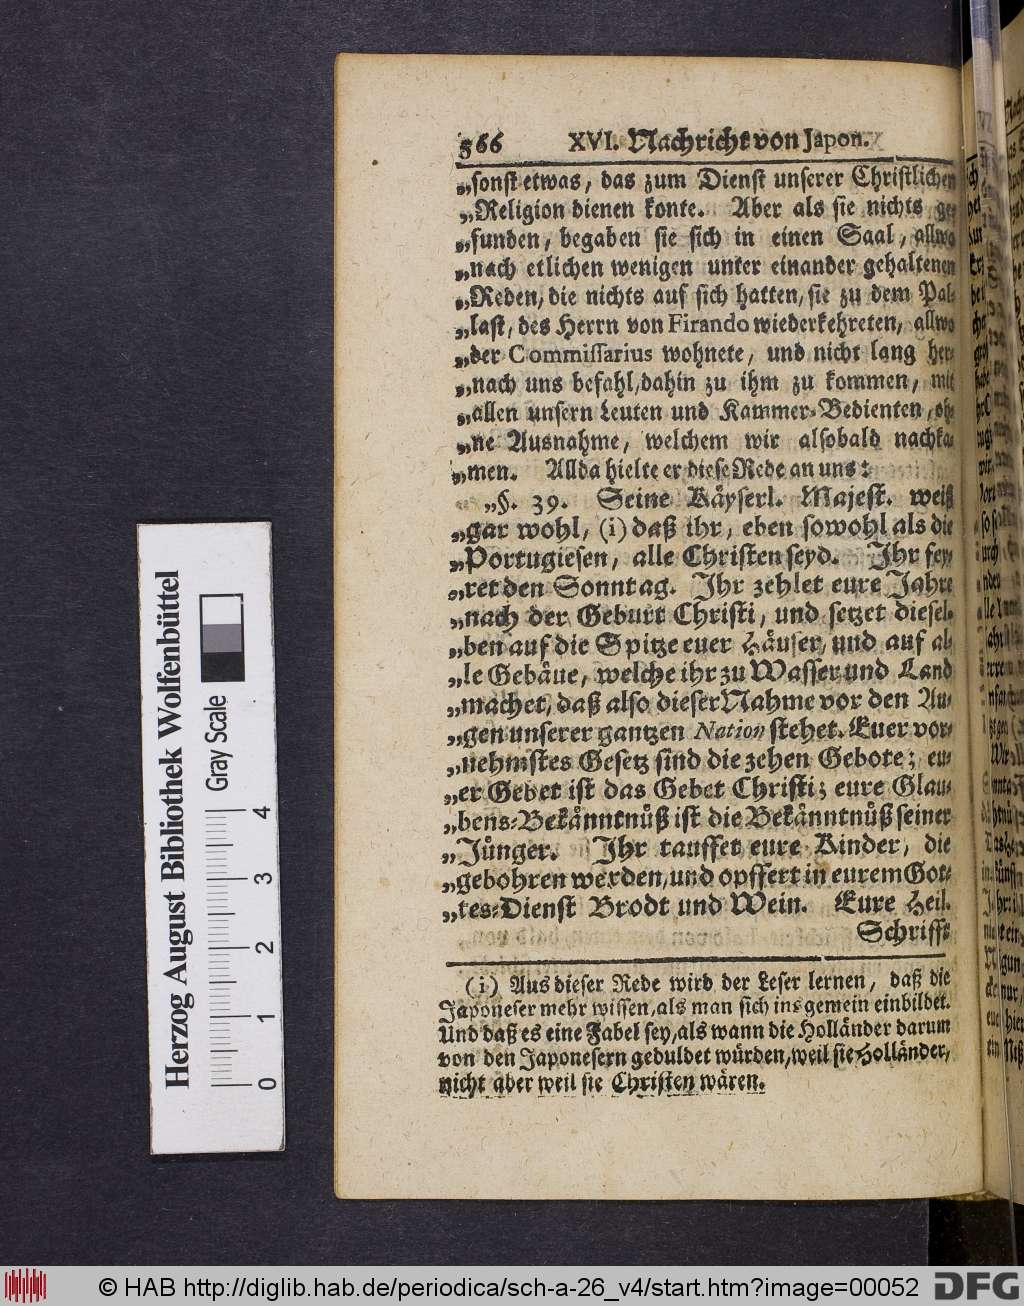 566 XVI. Nachricht von Japon.
„sonst etwas, das zum Dienst unserer Christlichen
„Religion dienen konte. Aber als sie nichts ge-
„funden, begaben sie sich in einen Saal, allwo
„nach etlichen wenigen unter einander gehaltenen
„Reden, die nichts auf sich hatten, sie zu dem Pal-
„last, des Herrn von Firando wiederkehreten, allwo
„der Commissarius wohnete, und nicht lang her-
„nach uns befahl, dahin zu ihm zu kommen, mit
„allen unsern Leuten und Kammer-Bedienten, oh-
„ne Ausnahme, welchem wir alsobald nachka-
„men. Allda hielte er diese Rede an uns:
„§. 39. Seine Käyserl. Majest. weiß
„gar wohl, (i) daß ihr, eben sowohl als die
„Portugiesen, alle Christen seyd. Ihr fey-
„ret den Sonntag. Ihr zehlet eure Jahre
„nach der Geburt Christi, und setzet diesel-
„ben auf die Spitze euer Häuser, und auf al-
„le Gebäue, welche ihr zu Wasser und Land
„machet, daß also dieser Nahme vor den Au-
„gen unserer gantzen Nation stehet. Euer vor-
„nehmstes Gesetz sind die zehen Gebote; eu-
„er Gebet ist das Gebet Christi; eure Glau-
„bens-Bekänntnüß ist die Bekänntnüß seiner
„Jünger. Ihr tauffet eure Kinder, die
„gebohren werden, und opffert in eurem Got-
„tes-Dienst Brodt und Wein. Eure Heil.
Schrifft
(i) Aus dieser Rede wird der Leser lernen, daß die
Japoneser mehr wissen, als man sich insgemein einbildet.
Und daß es eine Fabel sey, als wann die Holländer darum
von den Japonesern geduldet würden, weil sie Holländer,
nicht aber weil sie Christen wären.
Herzog August Bibliothek Wolfenbüttel
Gray Scale
0 1 2 3 4
© HAB http://diglib.hab.de/periodica/sch-a-26_v4/start.htm?image=00052
DFG